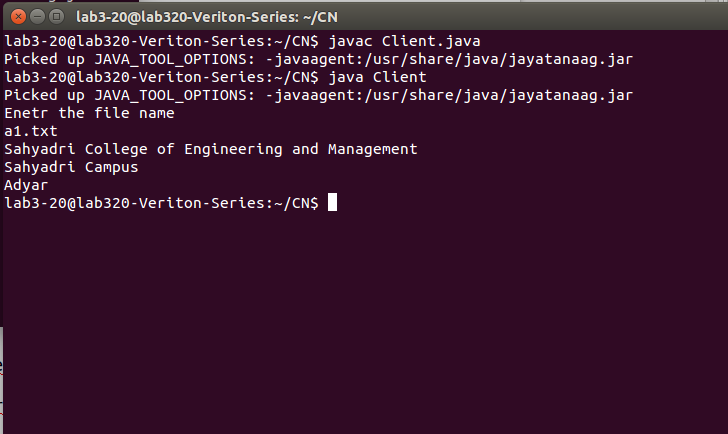 lab3-20@lab320-Veriton-Series: ~/CN
lab3-20@lab320-Veriton-Series:~/CN$ javac Client.java
Picked up JAVA_TOOL_OPTIONS: -javaagent:/usr/share/java/jayatanaag.jar
lab3-20@lab320-Veriton-Series:~/CN$ java Client
Picked up JAVA_TOOL_OPTIONS: -javaagent:/usr/share/java/jayatanaag.jar
Enetr the file name
a1.txt
Sahyadri College of Engineering and Management
Sahyadri Campus
Adyar
lab3-20@lab320-Veriton-Series:~/CN$